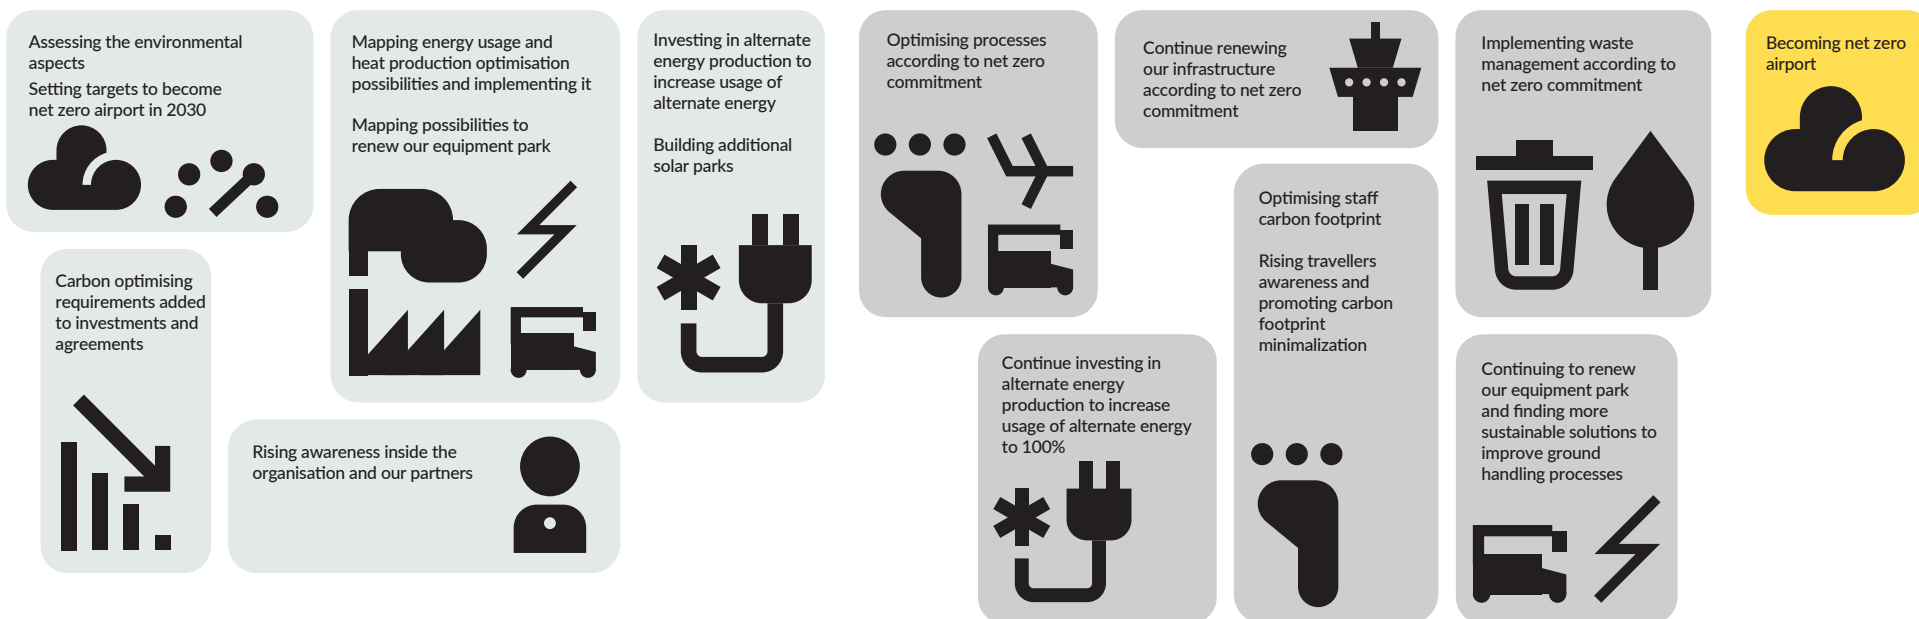 Assessing the environmental
aspects
Setting targets to become
net zero airport in 2030
Carbon optimising
requirements added
to investments and
agreements
Mapping energy usage and
heat production optimisation
possibilities and implementing it
Mapping possibilities to
renew our equipment park
Rising awareness inside the
organisation and our partners
Investing in alternate
energy production to
increase usage of
alternate energy
Building additional
solar parks
Optimising processes
according to net zero
commitment
Continue investing in
alternate energy
production to increase
usage of alternate energy
to 100%
Continue renewing
our infrastructure
according to net zero
commitment
Optimising staff
carbon footprint
Rising travellers
awareness and
promoting carbon
footprint
minimalization
Implementing waste
management according to
net zero commitment
Continuing to renew
our equipment park
and finding more
sustainable solutions to
improve ground
handling processes
Becoming net zero
airport